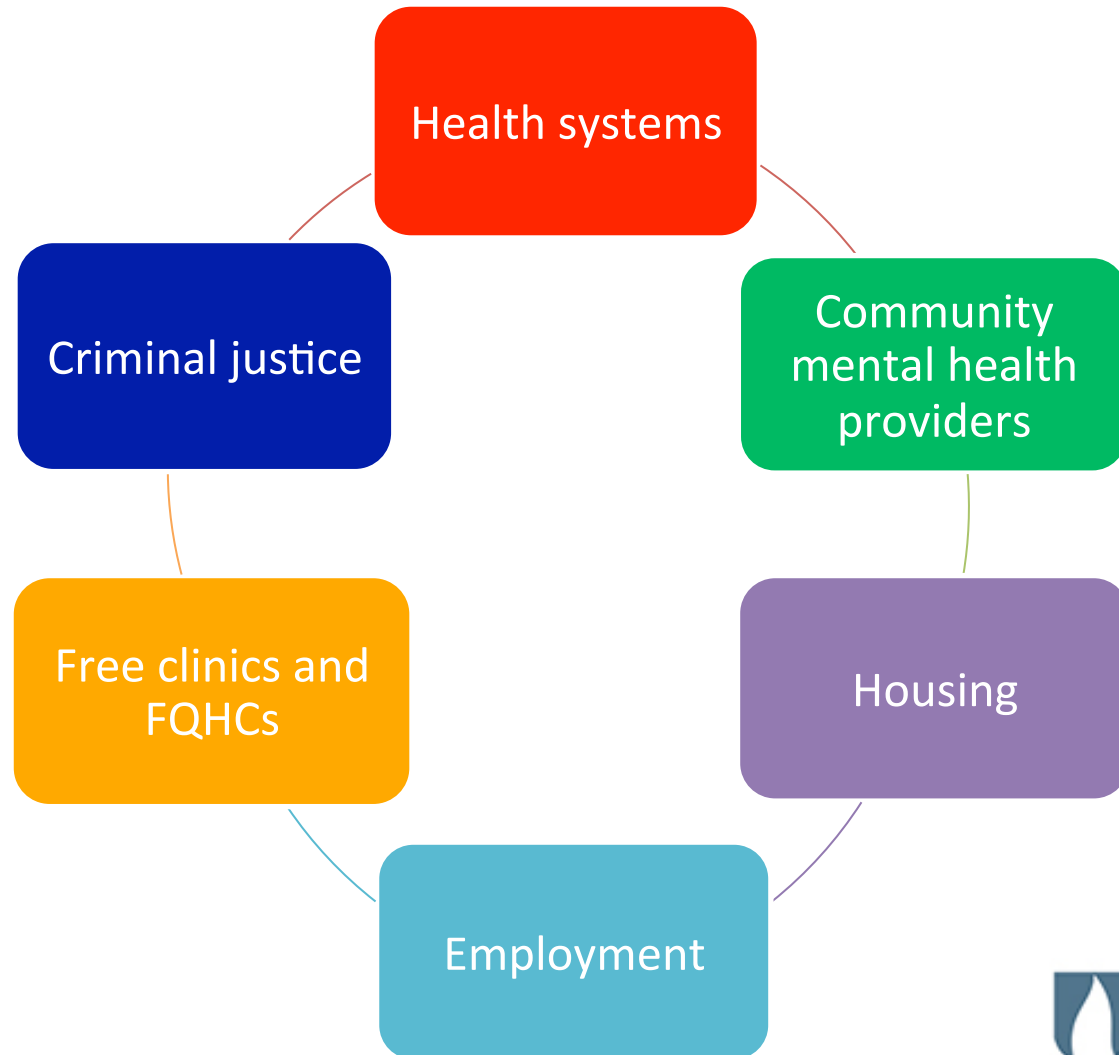 Health systems
Community
mental health
providers
Housing
Employment
Free clinics and
FQHCs
Criminal justice